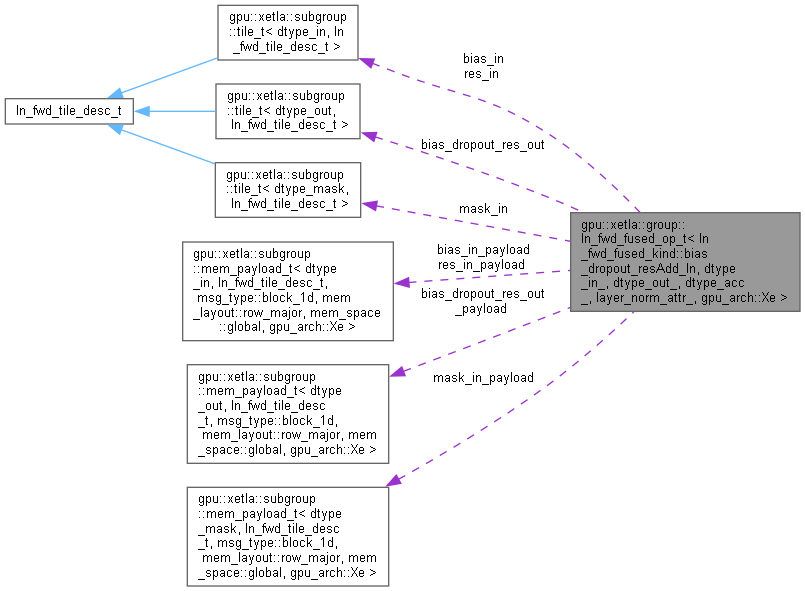 gpu::xetla::subgroup
::tile_t< dtype_in, ln
_fwd_tile_desc_t >
bias_in
res_in
ln_fwd_tile_desc_t
gpu::xetla::subgroup
::tile_t< dtype_out,
ln_fwd_tile_desc_t >
bias_dropout_res_out
gpu::xetla::subgroup
::tile_t< dtype_mask,
ln_fwd_tile_desc_t >
mask_in
gpu::xetla::group::
ln_fwd_fused_op_t< ln
_fwd_fused_kind::bias
_dropout_resAdd_ln, dtype
_in_, dtype_out_, dtype_acc
_, layer_norm_attr_, gpu_arch::Xe >
gpu::xetla::subgroup
::mem_payload_t< dtype
_in, ln_fwd_tile_desc_t,
msg_type::block_1d, mem
_layout::row_major, mem_space
::global, gpu_arch::Xe >
bias_in_payload
res_in_payload
bias_dropout_res_out
_payload
gpu::xetla::subgroup
::mem_payload_t< dtype
_out, ln_fwd_tile_desc
_t, msg_type::block_1d,
mem_layout::row_major, mem
_space::global, gpu_arch::Xe >
mask_in_payload
gpu::xetla::subgroup
::mem_payload_t< dtype
_mask, ln_fwd_tile_desc
_t, msg_type::block_1d,
mem_layout::row_major, mem
_space::global, gpu_arch::Xe >